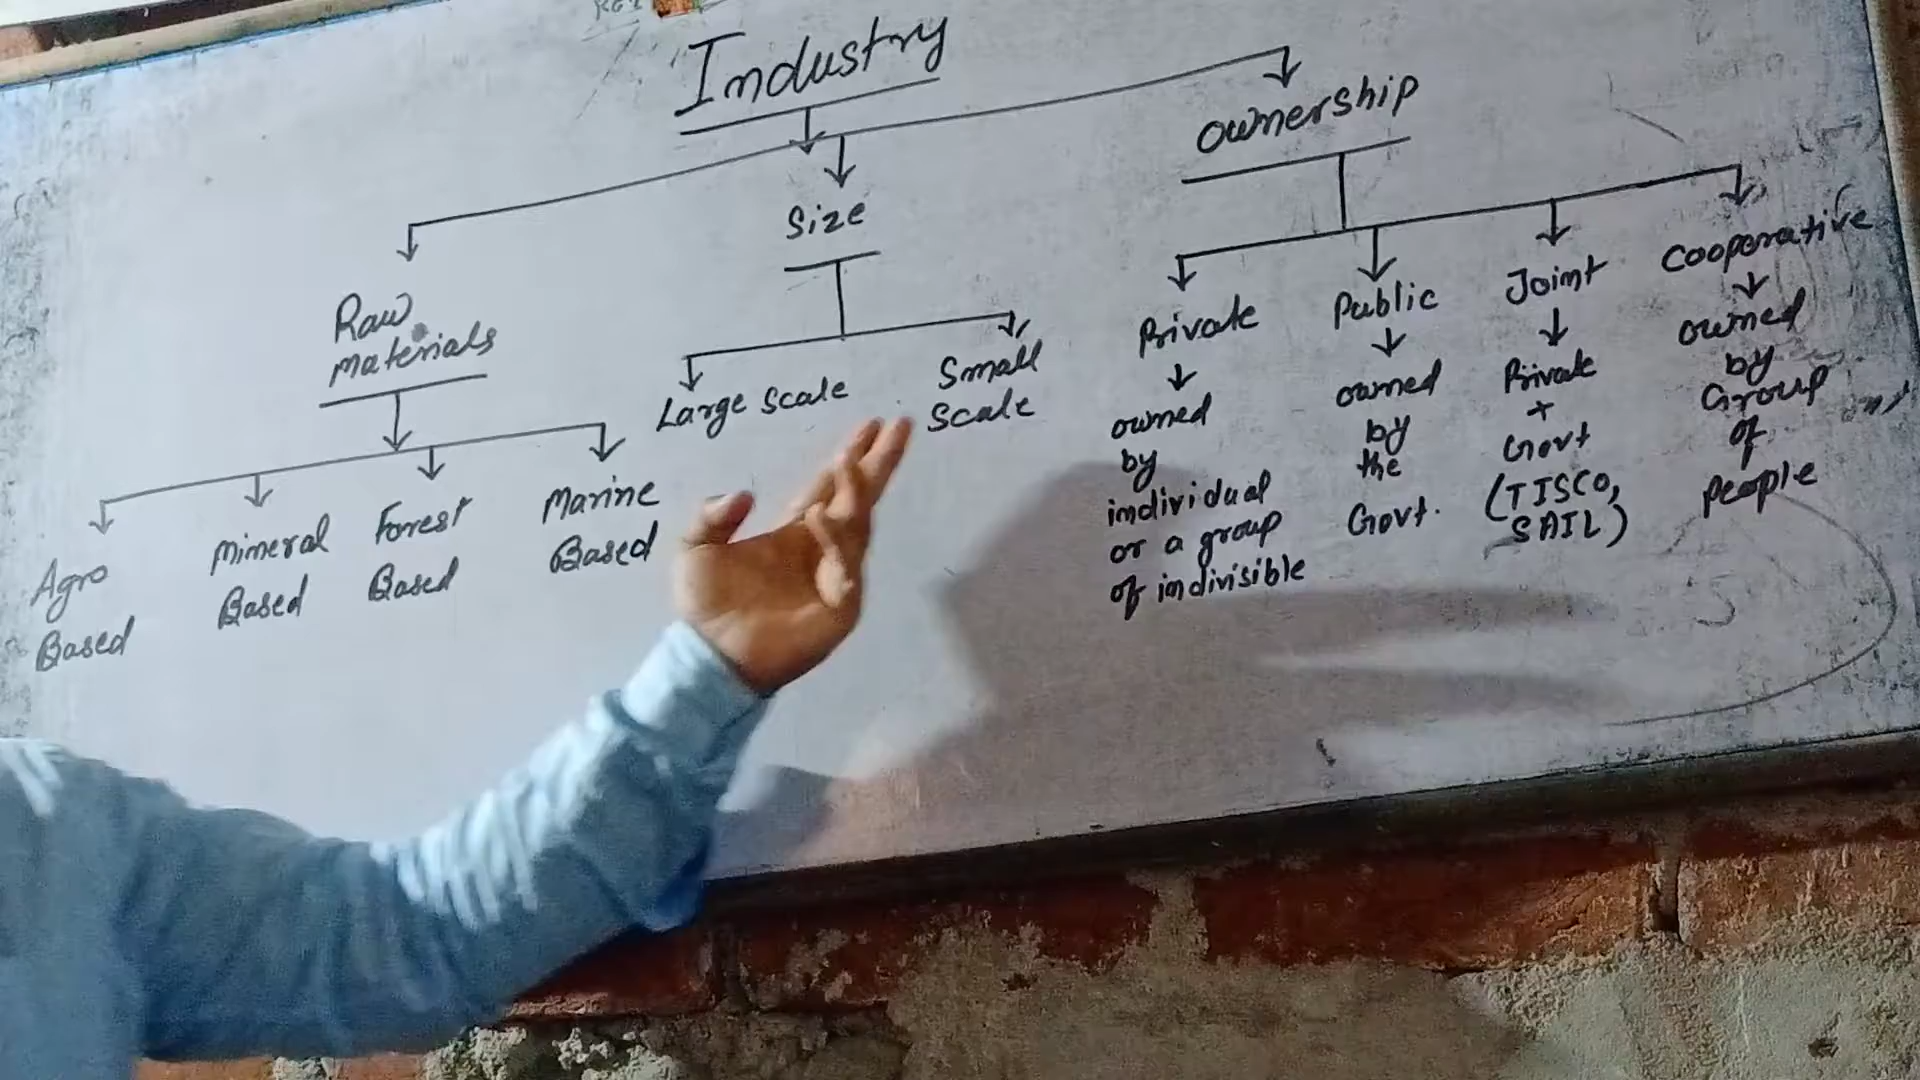 Industry
Ownership
Size
Raw
materials
Large Scale
Small
Scale
Agro
Based
Mineral
Based
Forest
Based
Marine
Based
Private
owned
by
individual
or a group
of indivisible
Public
owned
by
the
Govt.
Joint
Private
+
Govt
(TISCO,
SAIL)
Cooperative
owned
by
Group
of
People